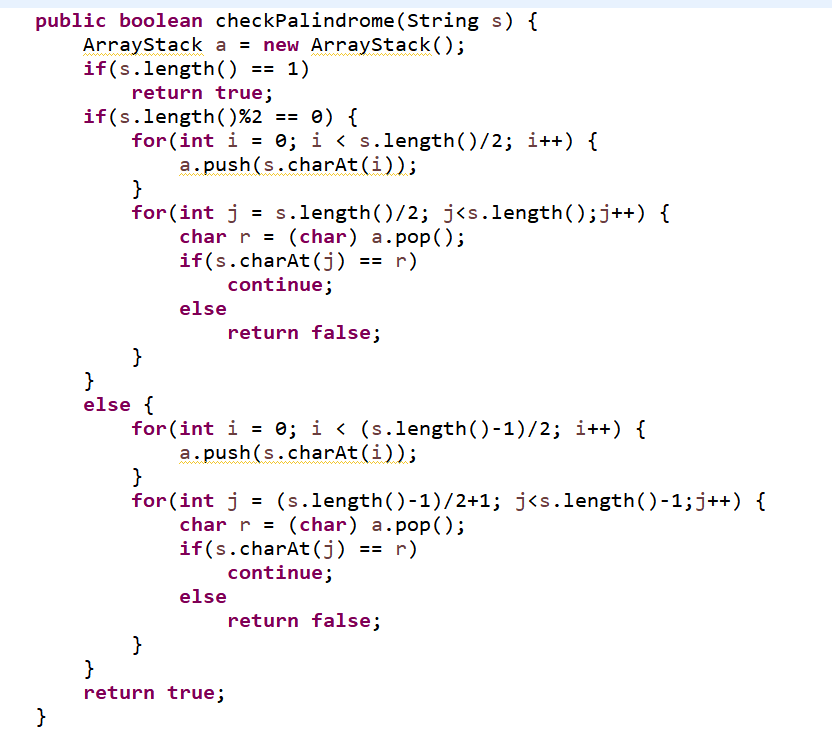 public boolean checkPalindrome(String s) {
    ArrayStack a = new ArrayStack();
    if(s.length() == 1)
        return true;
    if(s.length()%2 == 0) {
        for(int i = 0; i < s.length()/2; i++) {
            a.push(s.charAt(i));
        }
        for(int j = s.length()/2; j<s.length();j++) {
            char r = (char) a.pop();
            if(s.charAt(j) == r)
                continue;
            else
                return false;
        }
    }
    else {
        for(int i = 0; i < (s.length()-1)/2; i++) {
            a.push(s.charAt(i));
        }
        for(int j = (s.length()-1)/2+1; j<s.length()-1;j++) {
            char r = (char) a.pop();
            if(s.charAt(j) == r)
                continue;
            else
                return false;
        }
    }
    return true;
}